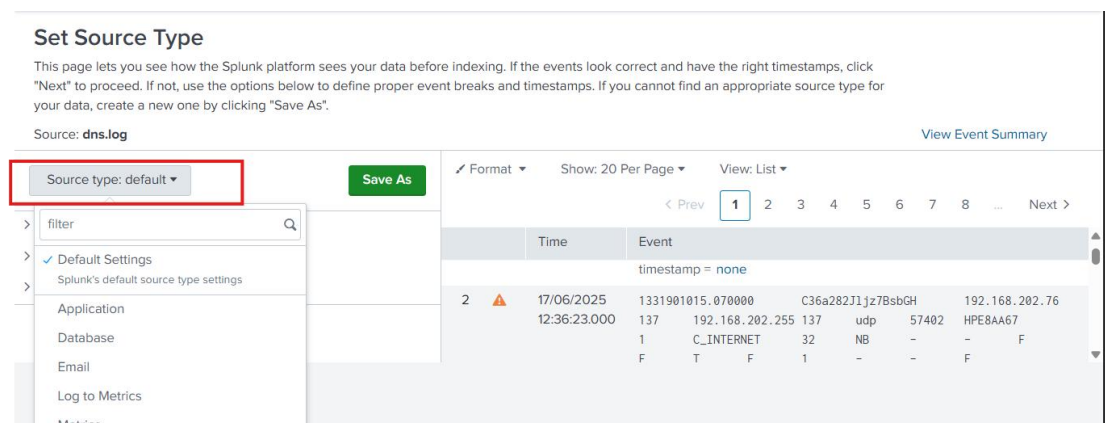 Set Source Type
This page lets you see how the Splunk platform sees your data before indexing. If the events look correct and have the right timestamps, click
"Next" to proceed. If not, use the options below to define proper event breaks and timestamps. If you cannot find an appropriate source type for
your data, create a new one by clicking "Save As".
Source: dns.log
View Event Summary
Source type: default
Save As
filter
Default Settings
Splunk's default source type settings
Application
Database
Email
Log to Metrics
Format Show: 20 Per Page View: List
< Prev 1 2 3 4 5 6 7 8 ... Next >
Time Event
timestamp = none
2 17/06/2025 1331901015.070000 C36a282Jljz7BsbGH 192.168.202.76
12:36:23.000 137 192.168.202.255 137 udp 57402 HPE8AA67
1 C_INTERNET 32 NB - - F
F T F 1 - - F